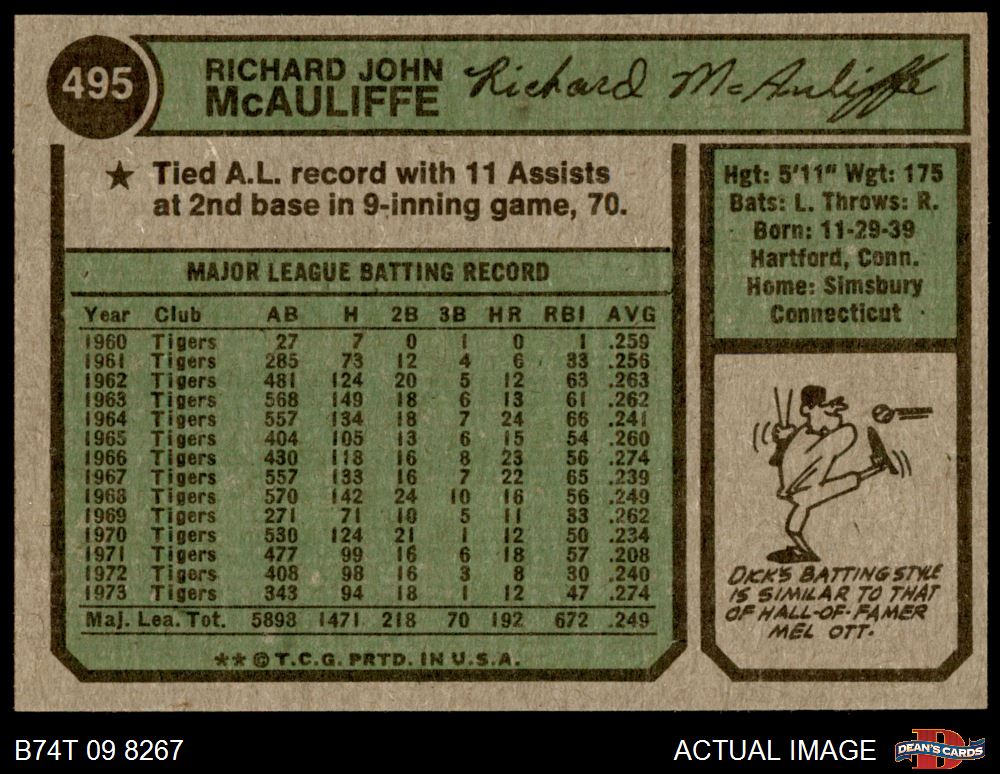 495
RICHARD JOHN
McAULIFFE
Richard McAuliffe
★ Tied A.L. record with 11 Assists
at 2nd base in 9-inning game, 70.
Hgt: 5'11" Wgt: 175
Bats: L. Throws: R.
Born: 11-29-39
Hartford, Conn.
Home: Simsbury
Connecticut
MAJOR LEAGUE BATTING RECORD
Year Club AB H 2B 3B HR RBI AVG
1960 Tigers 27 7 0 1 0 1 .259
1961 Tigers 285 73 12 4 6 33 .256
1962 Tigers 481 124 20 5 12 63 .263
1963 Tigers 568 149 18 6 13 61 .262
1964 Tigers 557 134 18 7 24 66 .241
1965 Tigers 404 105 13 6 15 54 .260
1966 Tigers 430 118 16 8 23 56 .274
1967 Tigers 557 133 16 7 22 65 .239
1968 Tigers 570 142 24 10 16 56 .249
1969 Tigers 271 71 10 5 11 33 .262
1970 Tigers 530 124 21 1 12 50 .234
1971 Tigers 477 99 16 6 18 57 .208
1972 Tigers 408 98 16 3 8 30 .240
1973 Tigers 343 94 18 1 12 47 .274
Maj. Lea. Tot. 5898 1471 218 70 192 672 .249
** © T.C.G. PRTD. IN U.S.A.
DICK'S BATTING STYLE
IS SIMILAR TO THAT
OF HALL-OF-FAMER
MEL OTT.
B74T 09 8267
ACTUAL IMAGE
DEAN'S CARDS